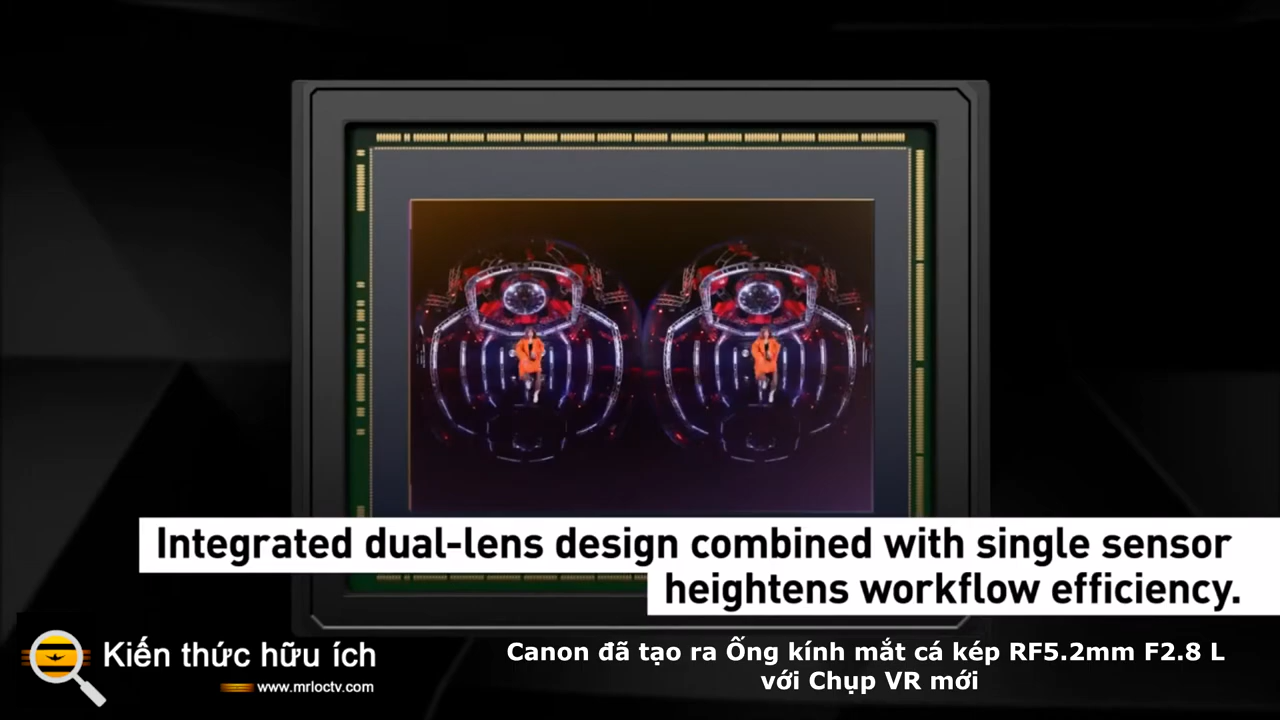 Integrated dual-lens design combined with single sensor
heightens workflow efficiency.
Kiến thức hữu ích
www.mrloctv.com
Canon đã tạo ra Ống kính mắt cá kép RF5.2mm F2.8 L
với Chụp VR mới